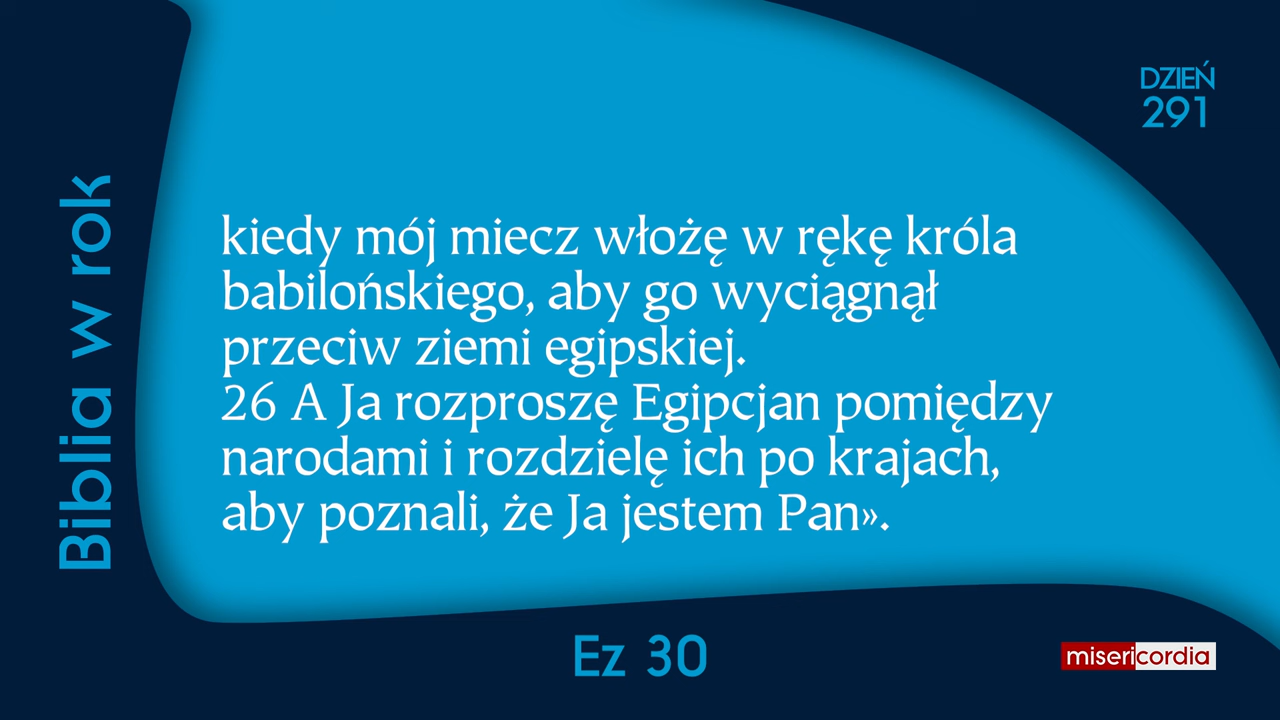 DZIEŃ
291
Biblia w rok
kiedy mój miecz włożę w rękę króla
babilońskiego, aby go wyciągnął
przeciw ziemi egipskiej.
26 A Ja rozproszę Egipcjan pomiędzy
narodami i rozdzielę ich po krajach,
aby poznali, że Ja jestem Pan».
Ez 30
misericordia